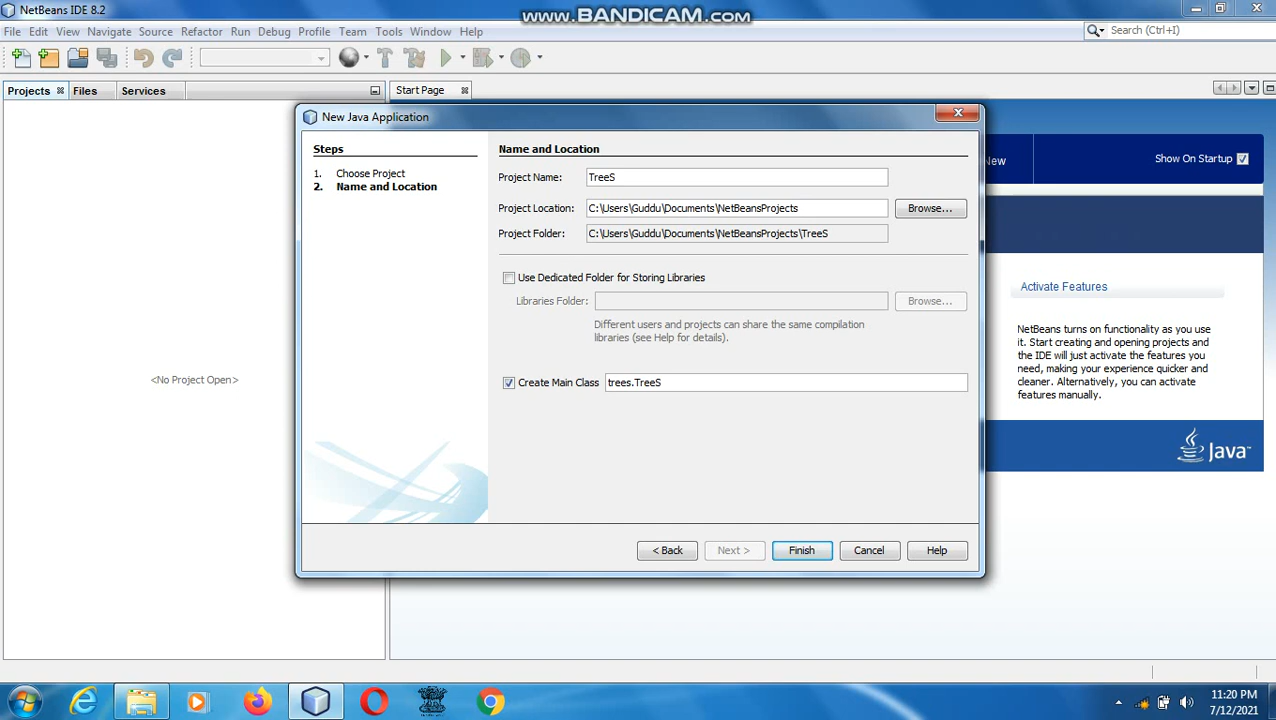 NetBeans IDE 8.2
www.BANDICAM.com
File Edit View Navigate Source Refactor Run Debug Profile Team Tools Window Help
Search (Ctrl+I)
Projects Files Services
Start Page
New Java Application
Steps
1. Choose Project
2. Name and Location
Name and Location
Project Name: TreeS
Project Location: C:\Users\Guddu\Documents\NetBeansProjects Browse...
Project Folder: C:\Users\Guddu\Documents\NetBeansProjects\TreeS
Use Dedicated Folder for Storing Libraries
Libraries Folder: Browse...
Different users and projects can share the same compilation
libraries (see Help for details).
Create Main Class trees.TreeS
< Back Next > Finish Cancel Help
<No Project Open>
New
Show On Startup
Activate Features
NetBeans turns on functionality as you use
it. Start creating and opening projects and
the IDE will just activate the features you
need, making your experience quicker and
cleaner. Alternatively, you can activate
features manually.
Java
11:20 PM
7/12/2021